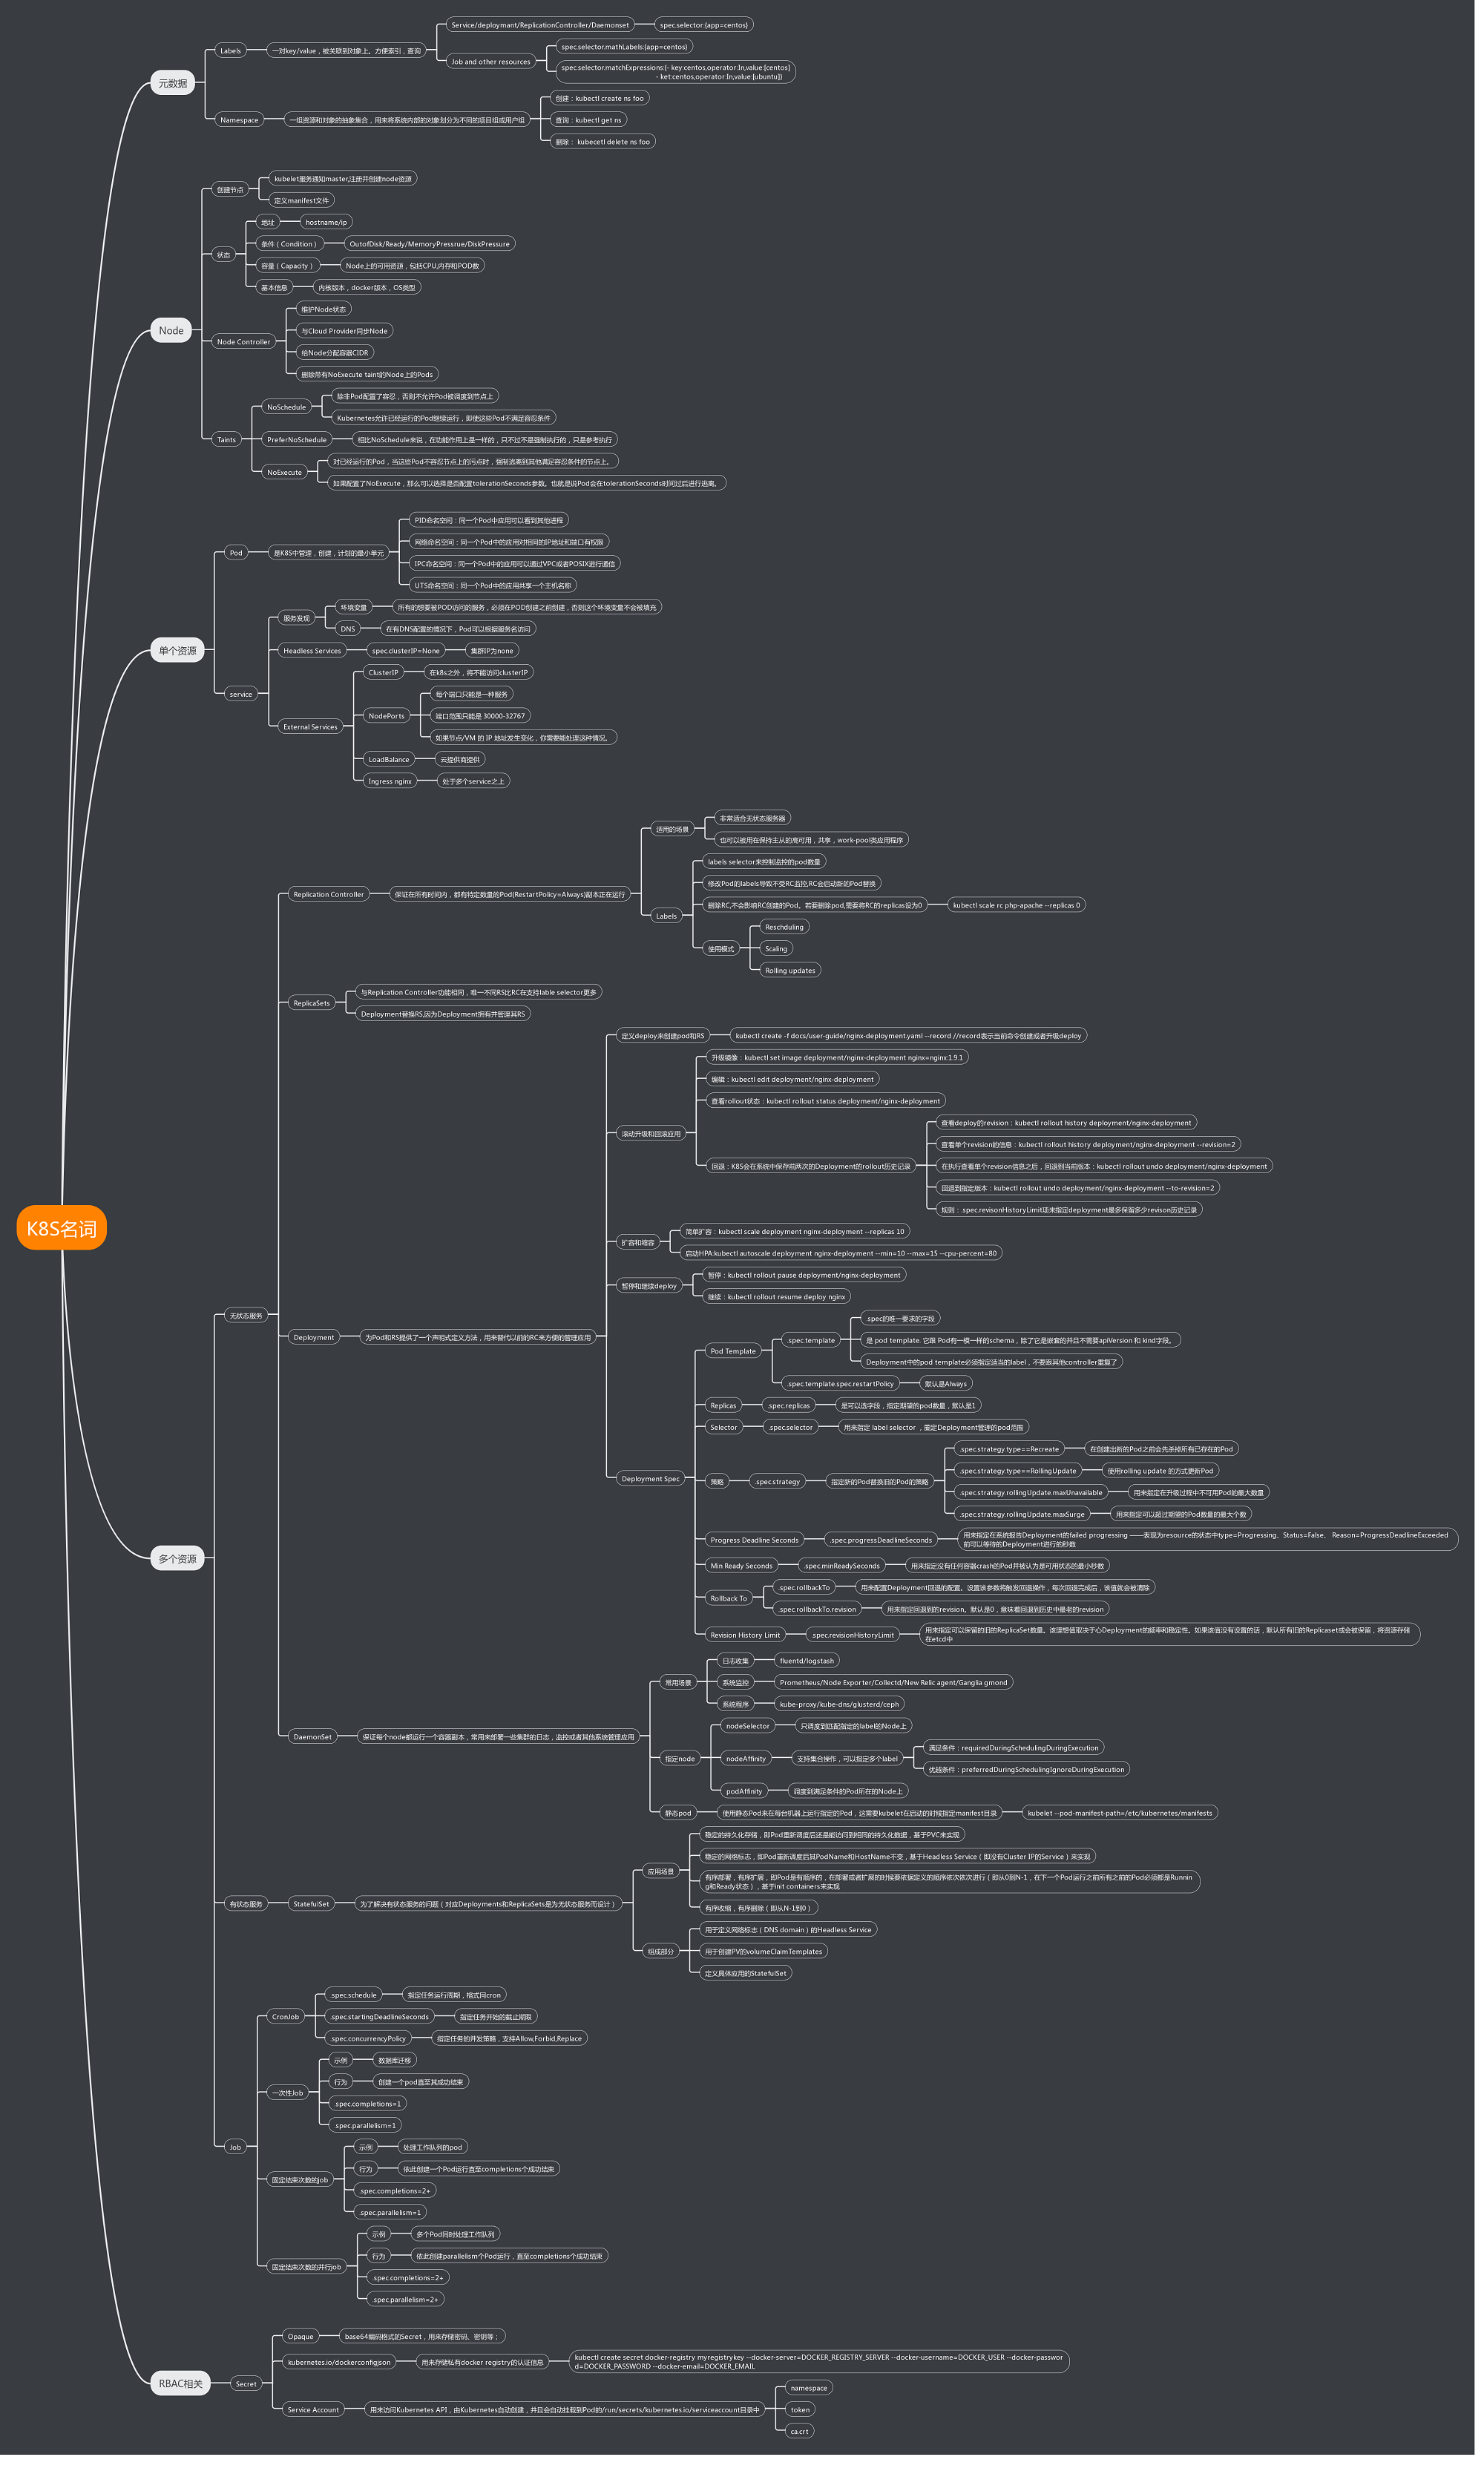 K8S名词
元数据
Labels
一对key/value，被关联到对象上。方便索引，查询
Service/deploymant/ReplicationController/Daemonset
spec.selector:{app=centos}
Job and other resources
spec.selector.mathLabels:{app=centos}
spec.selector.matchExpressions:{- key:centos,operator:In,value:[centos]
- ket:centos,operator:In,value:[ubuntu]}
Namespace
一组资源和对象的抽象集合，用来将系统内部的对象划分为不同的项目组或用户组
创建：kubectl create ns foo
查询：kubectl get ns
删除： kubecetl delete ns foo
Node
创建节点
kubelet服务通知master,注册并创建node资源
定义manifest文件
状态
地址
hostname/ip
条件（Condition）
OutofDisk/Ready/MemoryPressrue/DiskPressure
容量（Capacity）
Node上的可用资源，包括CPU,内存和POD数
基本信息
内核版本，docker版本，OS类型
Node Controller
维护Node状态
与Cloud Provider同步Node
给Node分配容器CIDR
删除带有NoExecute taint的Node上的Pods
Taints
NoSchedule
除非Pod配置了容忍，否则不允许Pod被调度到节点上
Kubernetes允许已经运行的Pod继续运行，即使这些Pod不满足容忍条件
PreferNoSchedule
相比NoSchedule来说，在功能作用上是一样的，只不过不是强制执行的，只是参考执行
NoExecute
对已经运行的Pod，当这些Pod不容忍节点上的污点时，强制逃离到其他满足容忍条件的节点上。
如果配置了NoExecute，那么可以选择是否配置tolerationSeconds参数。也就是说Pod会在tolerationSeconds时间过后进行逃离。
单个资源
Pod
是K8S中管理，创建，计划的最小单元
PID命名空间：同一个Pod中应用可以看到其他进程
网络命名空间：同一个Pod中的应用对相同的IP地址和端口有权限
IPC命名空间：同一个Pod中的应用可以通过VPC或者POSIX进行通信
UTS命名空间：同一个Pod中的应用共享一个主机名称
service
服务发现
环境变量
所有的想要被POD访问的服务，必须在POD创建之前创建，否则这个环境变量不会被填充
DNS
在有DNS配置的情况下，Pod可以根据服务名访问
Headless Services
spec.clusterIP=None
集群IP为none
External Services
ClusterIP
在k8s之外，将不能访问clusterIP
NodePorts
每个端口只能是一种服务
端口范围只能是 30000-32767
如果节点/VM 的 IP 地址发生变化，你需要能处理这种情况。
LoadBalance
云提供商提供
Ingress nginx
处于多个service之上
多个资源
无状态服务
Replication Controller
保证在所有时间内，都有特定数量的Pod(RestartPolicy=Always)副本正在运行
适用的场景
非常适合无状态服务器
也可以被用在保持主从的高可用，共享，work-pool类应用程序
Labels
labels selector来控制监控的pod数量
修改Pod的labels导致不受RC监控,RC会启动新的Pod替换
删除RC,不会影响RC创建的Pod。若要删除pod,需要将RC的replicas设为0
kubectl scale rc php-apache --replicas 0
使用模式
Reschduling
Scaling
Rolling updates
ReplicaSets
与Replication Controller功能相同，唯一不同RS比RC在支持lable selector更多
Deployment替换RS,因为Deployment拥有并管理其RS
Deployment
为Pod和RS提供了一个声明式定义方法，用来替代以前的RC来方便的管理应用
定义deploy来创建pod和RS
kubectl create -f docs/user-guide/nginx-deployment.yaml --record //record表示当前命令创建或者升级deploy
滚动升级和回滚应用
升级镜像：kubectl set image deployment/nginx-deployment nginx=nginx:1.9.1
编辑：kubectl edit deployment/nginx-deployment
查看rollout状态：kubectl rollout status deployment/nginx-deployment
回退：K8S会在系统中保存前两次的Deployment的rollout历史记录
查看deploy的revision：kubectl rollout history deployment/nginx-deployment
查看单个revision的信息：kubectl rollout history deployment/nginx-deployment --revision=2
在执行查看单个revision信息之后，回退到当前版本：kubectl rollout undo deployment/nginx-deployment
回退到指定版本：kubectl rollout undo deployment/nginx-deployment --to-revision=2
规则：.spec.revisonHistoryLimit项来指定deployment最多保留多少revison历史记录
扩容和缩容
简单扩容：kubectl scale deployment nginx-deployment --replicas 10
启动HPA:kubectl autoscale deployment nginx-deployment --min=10 --max=15 --cpu-percent=80
暂停和继续deploy
暂停：kubectl rollout pause deployment/nginx-deployment
继续：kubectl rollout resume deploy nginx
Deployment Spec
Pod Template
.spec.template
.spec的唯一要求的字段
是 pod template. 它跟 Pod有一模一样的schema，除了它是嵌套的并且不需要apiVersion 和 kind字段。
Deployment中的pod template必须指定适当的label，不要跟其他controller重复了
.spec.template.spec.restartPolicy
默认是Always
Replicas
.spec.replicas
是可以选字段，指定期望的pod数量，默认是1
Selector
.spec.selector
用来指定 label selector ，圈定Deployment管理的pod范围
策略
.spec.strategy
指定新的Pod替换旧的Pod的策略
.spec.strategy.type==Recreate
在创建出新的Pod之前会先杀掉所有已存在的Pod
.spec.strategy.type==RollingUpdate
使用rolling update 的方式更新Pod
.spec.strategy.rollingUpdate.maxUnavailable
用来指定在升级过程中不可用Pod的最大数量
.spec.strategy.rollingUpdate.maxSurge
用来指定可以超过期望的Pod数量的最大个数
Progress Deadline Seconds
.spec.progressDeadlineSeconds
用来指定在系统报告Deployment的failed progressing ——表现为resource的状态中type=Progressing、Status=False、 Reason=ProgressDeadlineExceeded
前可以等待的Deployment进行的秒数
Min Ready Seconds
.spec.minReadySeconds
用来指定没有任何容器crash的Pod并被认为是可用状态的最小秒数
Rollback To
.spec.rollbackTo
用来配置Deployment回退的配置。设置该参数将触发回退操作，每次回退完成后，该值就会被清除
.spec.rollbackTo.revision
用来指定回退到的revision。默认是0，意味着回退到历史中最老的revision
Revision History Limit
.spec.revisionHistoryLimit
用来指定可以保留的旧的ReplicaSet数量。该理想值取决于心Deployment的频率和稳定性。如果该值没有设置的话，默认所有旧的Replicaset或会被保留，将资源存储
在etcd中
DaemonSet
保证每个node都运行一个容器副本，常用来部署一些集群的日志，监控或者其他系统管理应用
常用场景
日志收集
fluentd/logstash
系统监控
Prometheus/Node Exporter/Collectd/New Relic agent/Ganglia gmond
系统程序
kube-proxy/kube-dns/glusterd/ceph
指定node
nodeSelector
只调度到匹配指定的label的Node上
nodeAffinity
支持集合操作，可以指定多个label
满足条件：requiredDuringSchedulingDuringExecution
优越条件：preferredDuringSchedulingIgnoreDuringExecution
podAffinity
调度到满足条件的Pod所在的Node上
静态pod
使用静态Pod来在每台机器上运行指定的Pod，这需要kubelet在启动的时候指定manifest目录
kubelet --pod-manifest-path=/etc/kubernetes/manifests
有状态服务
StatefulSet
为了解决有状态服务的问题（对应Deployments和ReplicaSets是为无状态服务而设计）
应用场景
稳定的持久化存储，即Pod重新调度后还是能访问到相同的持久化数据，基于PVC来实现
稳定的网络标志，即Pod重新调度后其PodName和HostName不变，基于Headless Service（即没有Cluster IP的Service）来实现
有序部署，有序扩展，即Pod是有顺序的，在部署或者扩展的时候要依据定义的顺序依次依次进行（即从0到N-1，在下一个Pod运行之前所有之前的Pod必须都是Runnin
g和Ready状态），基于init containers来实现
有序收缩，有序删除（即从N-1到0）
组成部分
用于定义网络标志（DNS domain）的Headless Service
用于创建PV的volumeClaimTemplates
定义具体应用的StatefulSet
Job
CronJob
.spec.schedule
指定任务运行周期，格式同cron
.spec.startingDeadlineSeconds
指定任务开始的截止期限
.spec.concurrencyPolicy
指定任务的并发策略，支持Allow,Forbid,Replace
一次性Job
示例
数据库迁移
行为
创建一个pod直至其成功结束
.spec.completions=1
.spec.parallelism=1
固定结束次数的job
示例
处理工作队列的pod
行为
依此创建一个Pod运行直至completions个成功结束
.spec.completions=2+
.spec.parallelism=1
固定结束次数的并行job
示例
多个Pod同时处理工作队列
行为
依此创建parallelism个Pod运行，直至completions个成功结束
.spec.completions=2+
.spec.parallelism=2+
RBAC相关
Secret
Opaque
base64编码格式的Secret，用来存储密码、密钥等；
kubernetes.io/dockerconfigjson
用来存储私有docker registry的认证信息
kubectl create secret docker-registry myregistrykey --docker-server=DOCKER_REGISTRY_SERVER --docker-username=DOCKER_USER --docker-passwor
d=DOCKER_PASSWORD --docker-email=DOCKER_EMAIL
Service Account
用来访问Kubernetes API，由Kubernetes自动创建，并且会自动挂载到Pod的/run/secrets/kubernetes.io/serviceaccount目录中
namespace
token
ca.crt